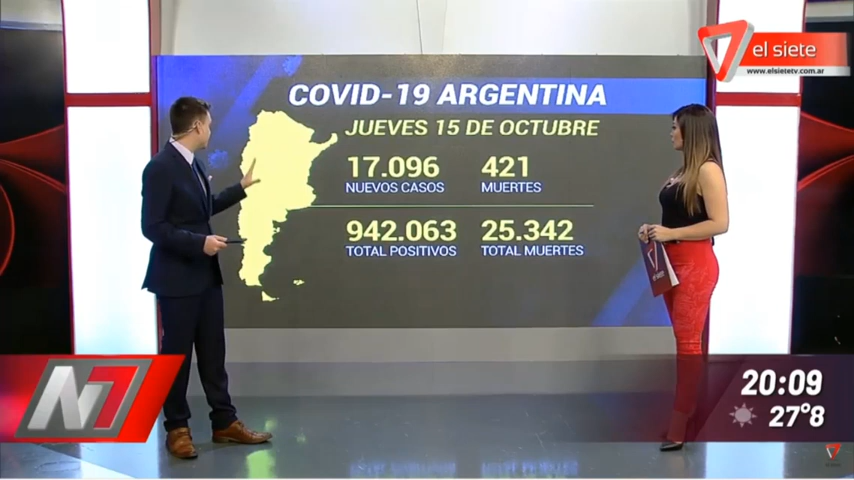 el siete
www.elsietetv.com.ar
COVID-19 ARGENTINA
JUEVES 15 DE OCTUBRE
17.096 421
NUEVOS CASOS MUERTES
942.063 25.342
TOTAL POSITIVOS TOTAL MUERTES
N7
20:09
27°8